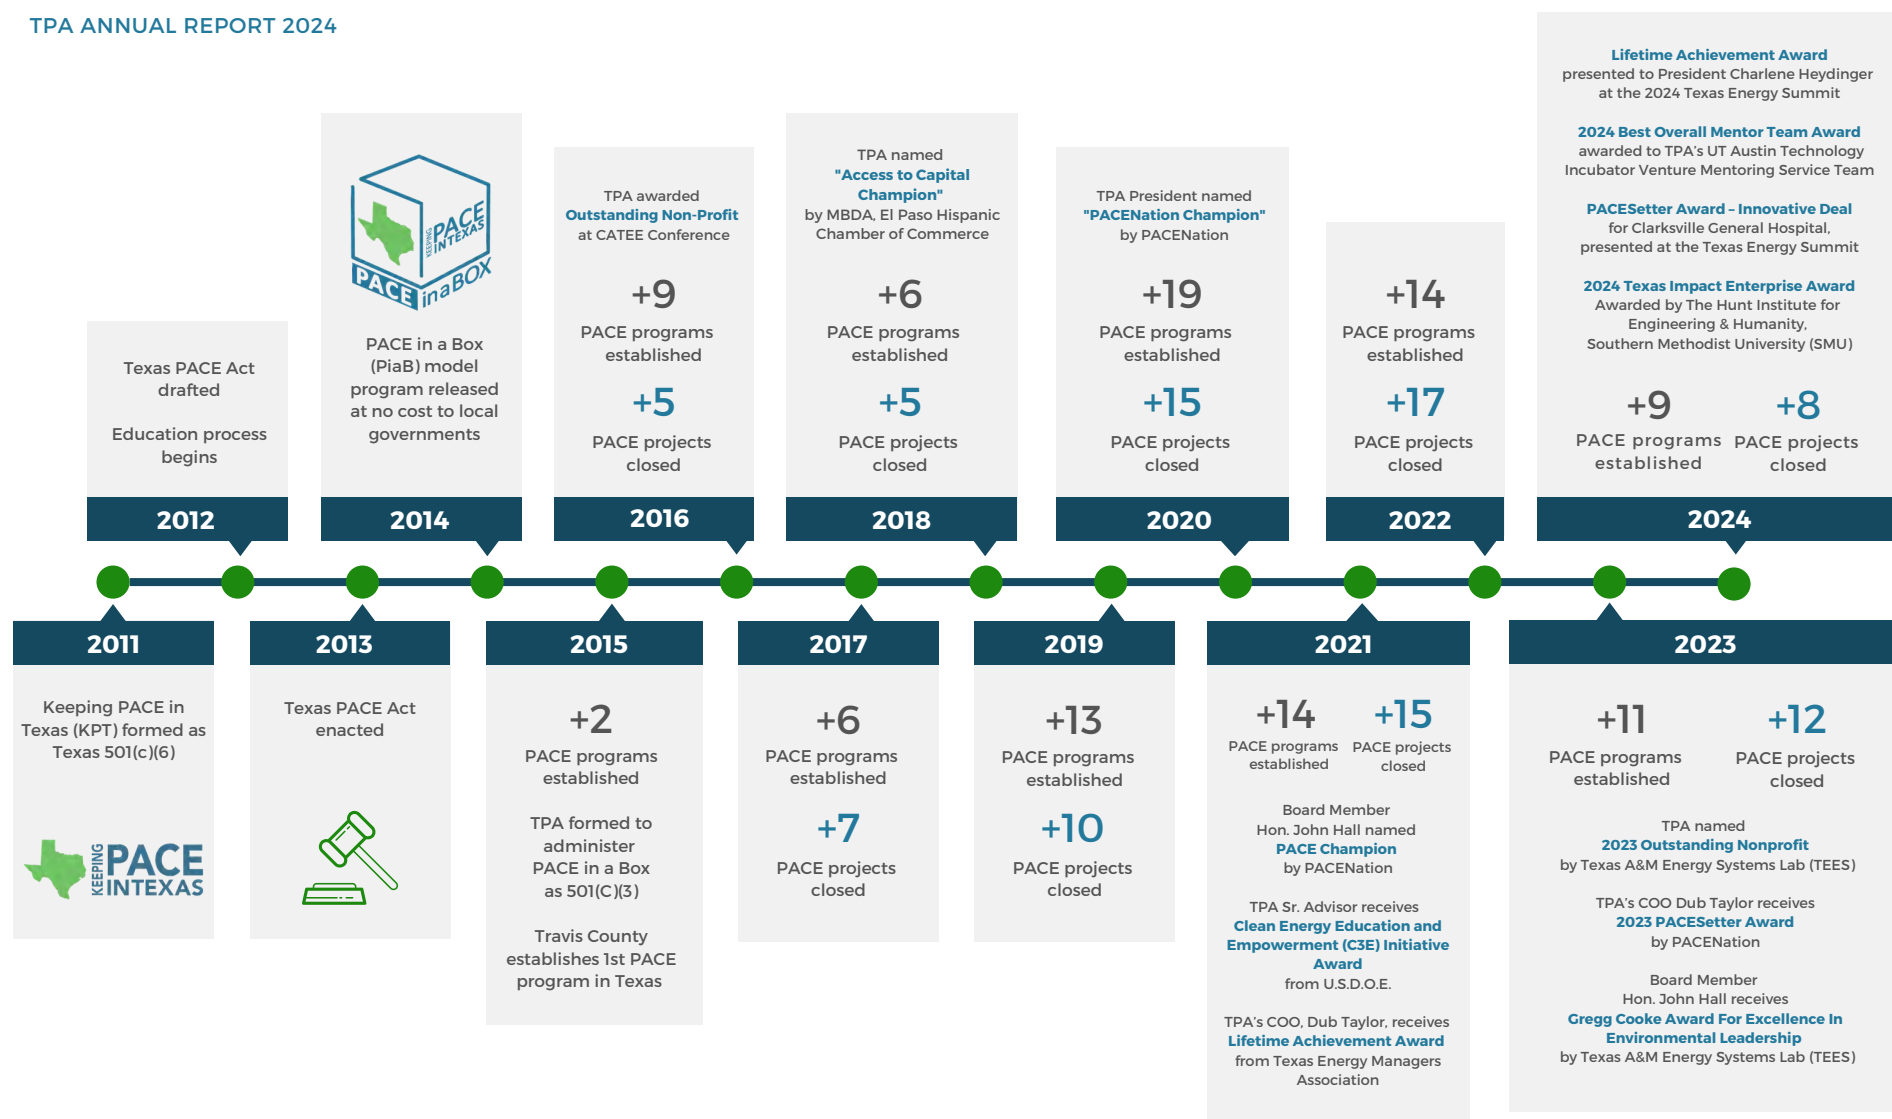 TPA ANNUAL REPORT 2024
Keeping PACE in
Texas (KPT) formed as
Texas 501(c)(6)
KEEPING
PACE
INTEXAS
2011
Texas PACE Act
drafted
Education process
begins
2012
2013
Texas PACE Act
enacted
KEEPING
PACE
INTEXAS
PACE in a BOX
PACE in a Box
(PiaB) model
program released
at no cost to local
governments
2014
2015
+2
PACE programs
established
TPA formed to
administer
PACE in a Box
as 501(C)(3)
Travis County
establishes 1st PACE
program in Texas
TPA awarded
Outstanding Non-Profit
at CATEE Conference
+9
PACE programs
established
+5
PACE projects
closed
2016
2017
+6
PACE programs
established
+7
PACE projects
closed
TPA named
"Access to Capital
Champion"
by MBDA, El Paso Hispanic
Chamber of Commerce
+6
PACE programs
established
+5
PACE projects
closed
2018
2019
+13
PACE programs
established
+10
PACE projects
closed
TPA President named
"PACENation Champion"
by PACENation
+19
PACE programs
established
+15
PACE projects
closed
2020
2021
+14
PACE programs
established
+15
PACE projects
closed
Board Member
Hon. John Hall named
PACE Champion
by PACENation
TPA Sr. Advisor receives
Clean Energy Education and
Empowerment (C3E) Initiative
Award
from U.S.D.O.E.
TPA's COO, Dub Taylor, receives
Lifetime Achievement Award
from Texas Energy Managers
Association
+14
PACE programs
established
+17
PACE projects
closed
2022
2023
+11
PACE programs
established
+12
PACE projects
closed
TPA named
2023 Outstanding Nonprofit
by Texas A&M Energy Systems Lab (TEES)
TPA's COO Dub Taylor receives
2023 PACESetter Award
by PACENation
Board Member
Hon. John Hall receives
Gregg Cooke Award For Excellence In
Environmental Leadership
by Texas A&M Energy Systems Lab (TEES)
Lifetime Achievement Award
presented to President Charlene Heydinger
at the 2024 Texas Energy Summit
2024 Best Overall Mentor Team Award
awarded to TPA's UT Austin Technology
Incubator Venture Mentoring Service Team
PACESetter Award – Innovative Deal
for Clarksville General Hospital,
presented at the Texas Energy Summit
2024 Texas Impact Enterprise Award
Awarded by The Hunt Institute for
Engineering & Humanity,
Southern Methodist University (SMU)
+9
PACE programs
established
+8
PACE projects
closed
2024